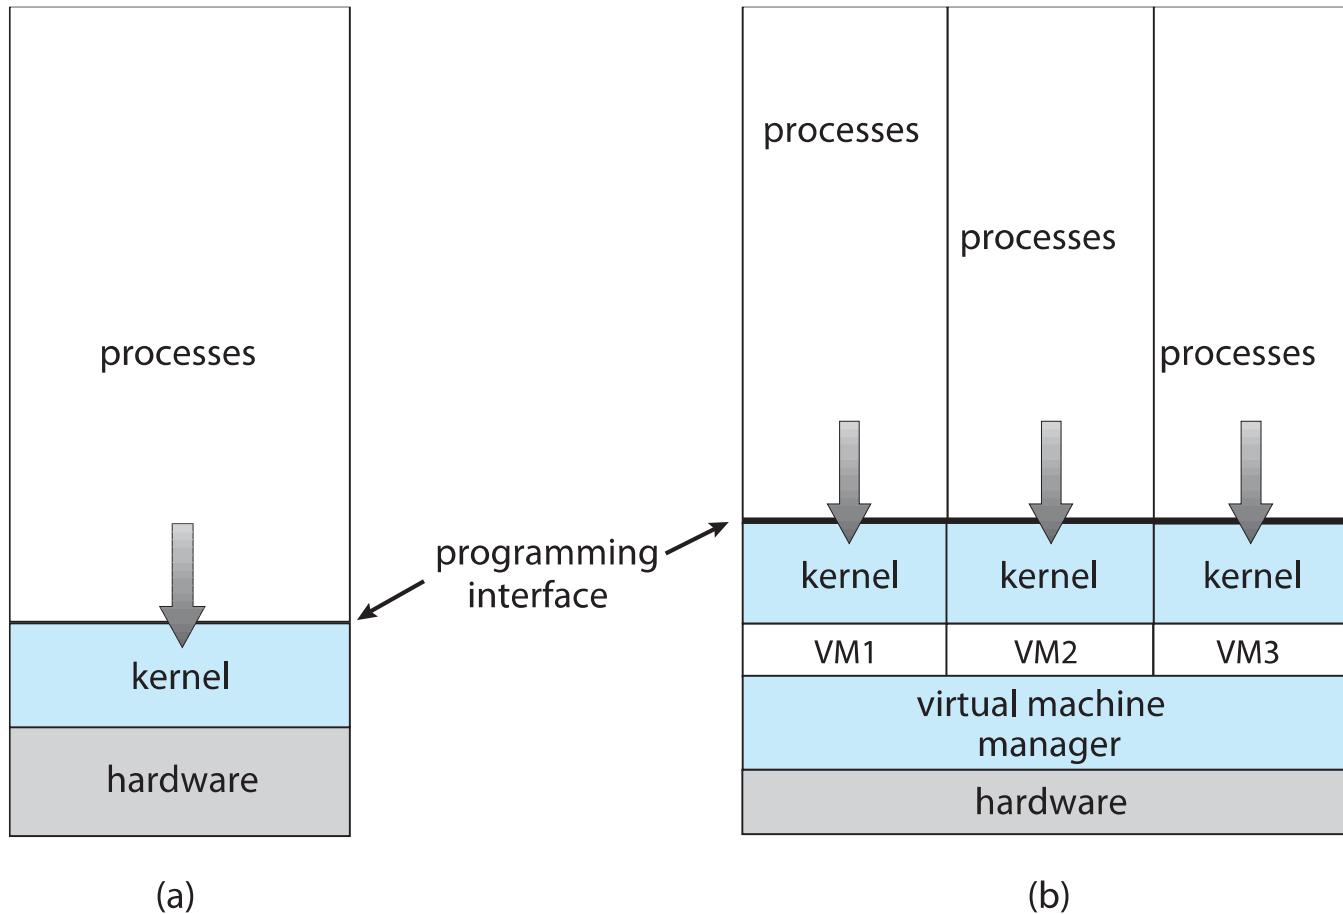 processes
kernel
hardware
(a)
programming
interface
processes
processes
processes
kernel
kernel
kernel
VM1
VM2
VM3
virtual machine
manager
hardware
(b)